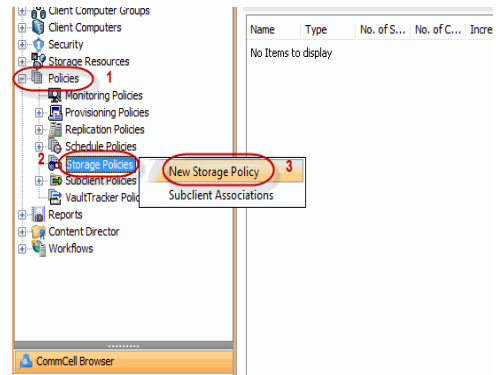 Client Computer Groups
Client Computers
Security
Storage Resources
Policies 1
Monitoring Policies
Provisioning Policies
Replication Policies
Schedule Policies
2 Storage Policies
Subclient Policies
VaultTracker Polic
Reports
Content Director
Workflows
CommCell Browser
Name Type No. of S... No. of C... Incre
No Items to display
New Storage Policy 3
Subclient Associations